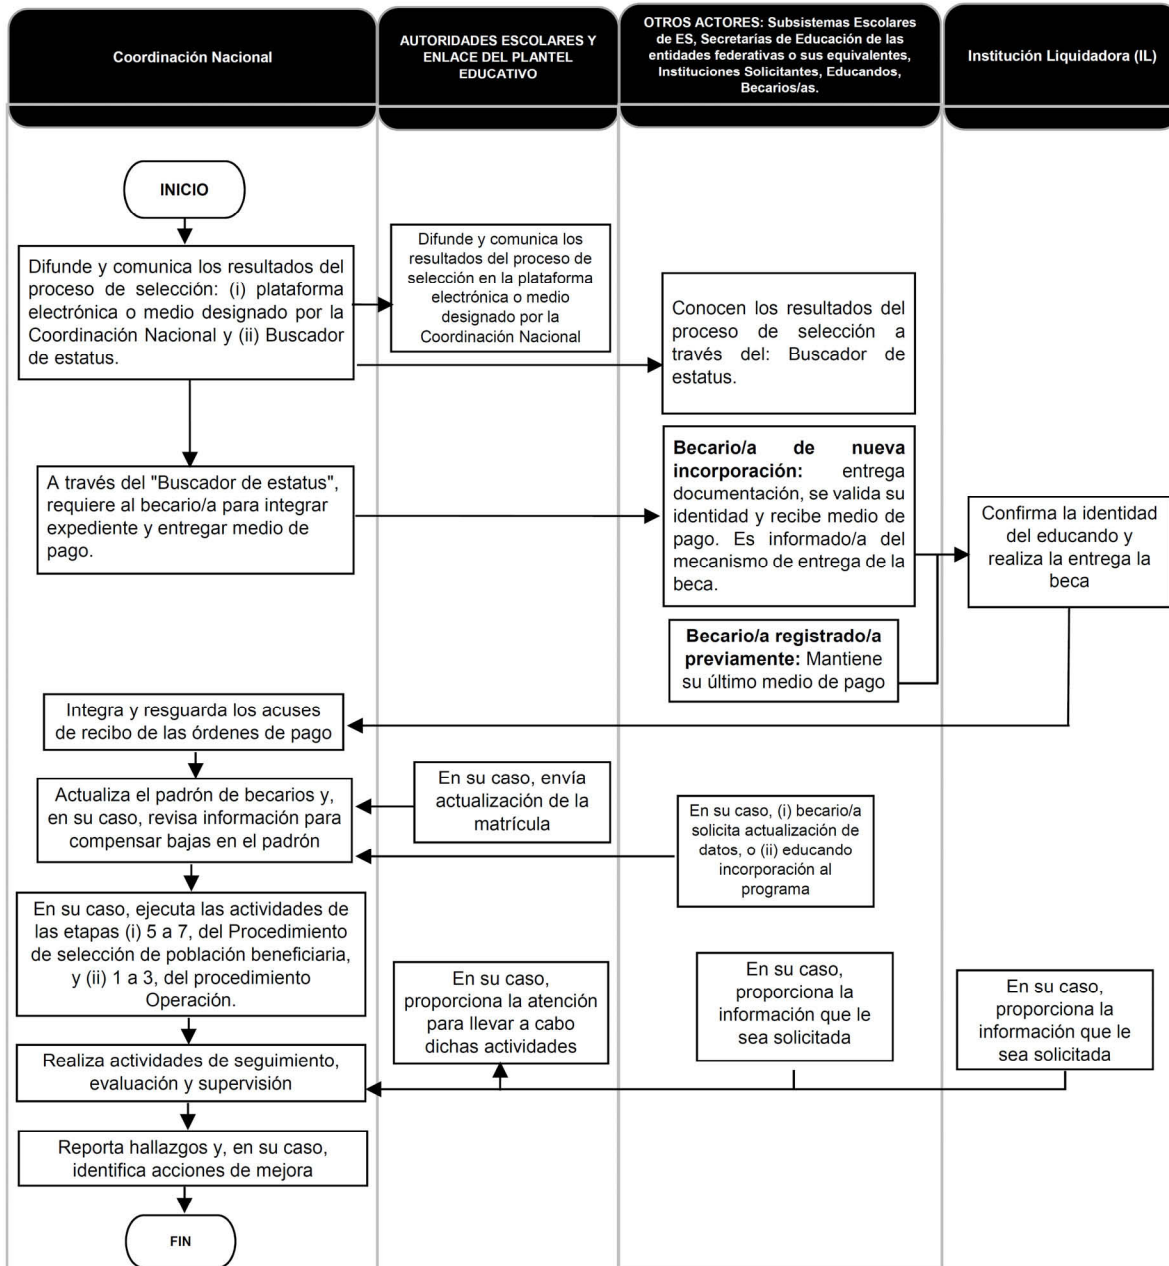 Coordinación Nacional
AUTORIDADES ESCOLARES Y
ENLACE DEL PLANTEL
EDUCATIVO
OTROS ACTORES: Subsistemas Escolares
de ES, Secretarías de Educación de las
entidades federativas o sus equivalentes,
Instituciones Solicitantes, Educandos,
Becarios/as.
Institución Liquidadora (IL)
INICIO
Difunde y comunica los resultados del
proceso de selección: (i) plataforma
electrónica o medio designado por la
Coordinación Nacional y (ii) Buscador
de estatus.
Difunde y comunica los
resultados del proceso de
selección en la plataforma
electrónica o medio
designado por la
Coordinación Nacional
Conocen los resultados del
proceso de selección a
través del: Buscador de
estatus.
A través del "Buscador de estatus",
requiere al becario/a para integrar
expediente y entregar medio de
pago.
Becario/a de nueva
incorporación: entrega
documentación, se valida su
identidad y recibe medio de
pago. Es informado/a del
mecanismo de entrega de la
beca.
Confirma la identidad
del educando y
realiza la entrega la
beca
Becario/a registrado/a
previamente: Mantiene
su último medio de pago
Integra y resguarda los acuses
de recibo de las órdenes de pago
Actualiza el padrón de becarios y,
en su caso, revisa información para
compensar bajas en el padrón
En su caso, envía
actualización de la
matrícula
En su caso, (i) becario/a
solicita actualización de
datos, o (ii) educando
incorporación al
programa
En su caso, ejecuta las actividades de
las etapas (i) 5 a 7, del Procedimiento
de selección de población beneficiaria,
y (ii) 1 a 3, del procedimiento
Operación.
En su caso,
proporciona la atención
para llevar a cabo
dichas actividades
En su caso,
proporciona la
información que le
sea solicitada
En su caso,
proporciona la
información que le
sea solicitada
Realiza actividades de seguimiento,
evaluación y supervisión
Reporta hallazgos y, en su caso,
identifica acciones de mejora
FIN